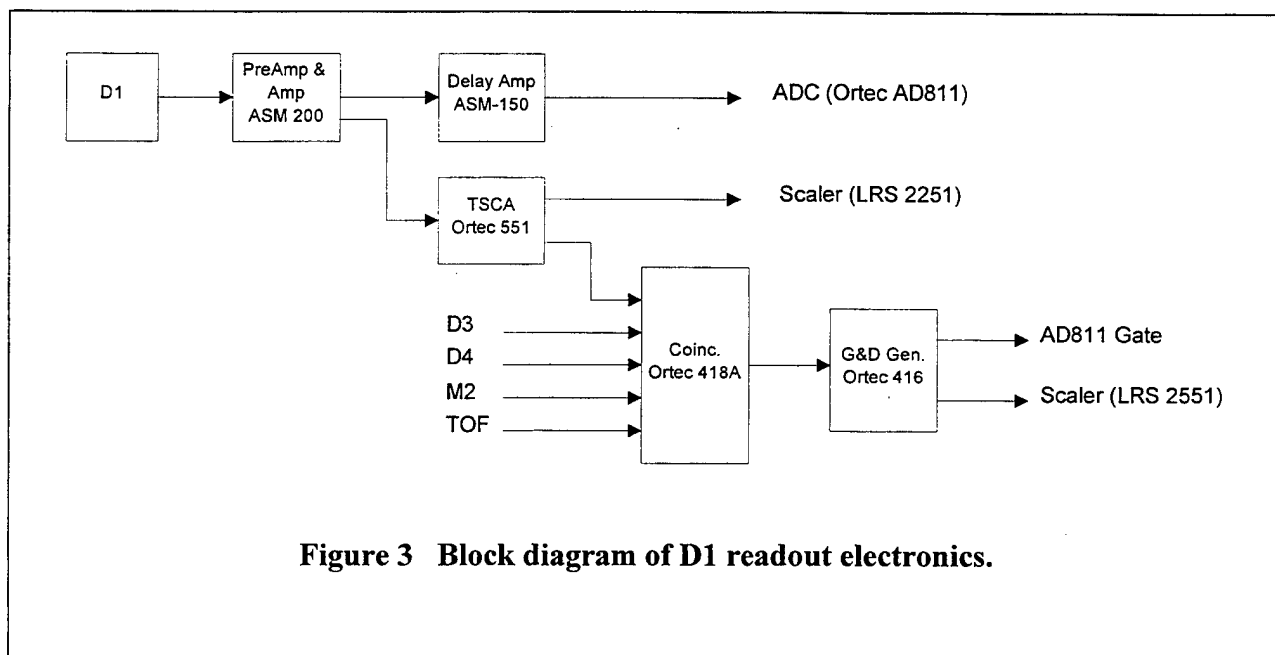 D1
PreAmp &
Amp
ASM 200
Delay Amp
ASM-150
ADC (Ortec AD811)
TSCA
Ortec 551
Scaler (LRS 2251)
D3
D4
M2
TOF
Coinc.
Ortec 418A
G&D Gen.
Ortec 416
AD811 Gate
Scaler (LRS 2551)
Figure 3 Block diagram of D1 readout electronics.